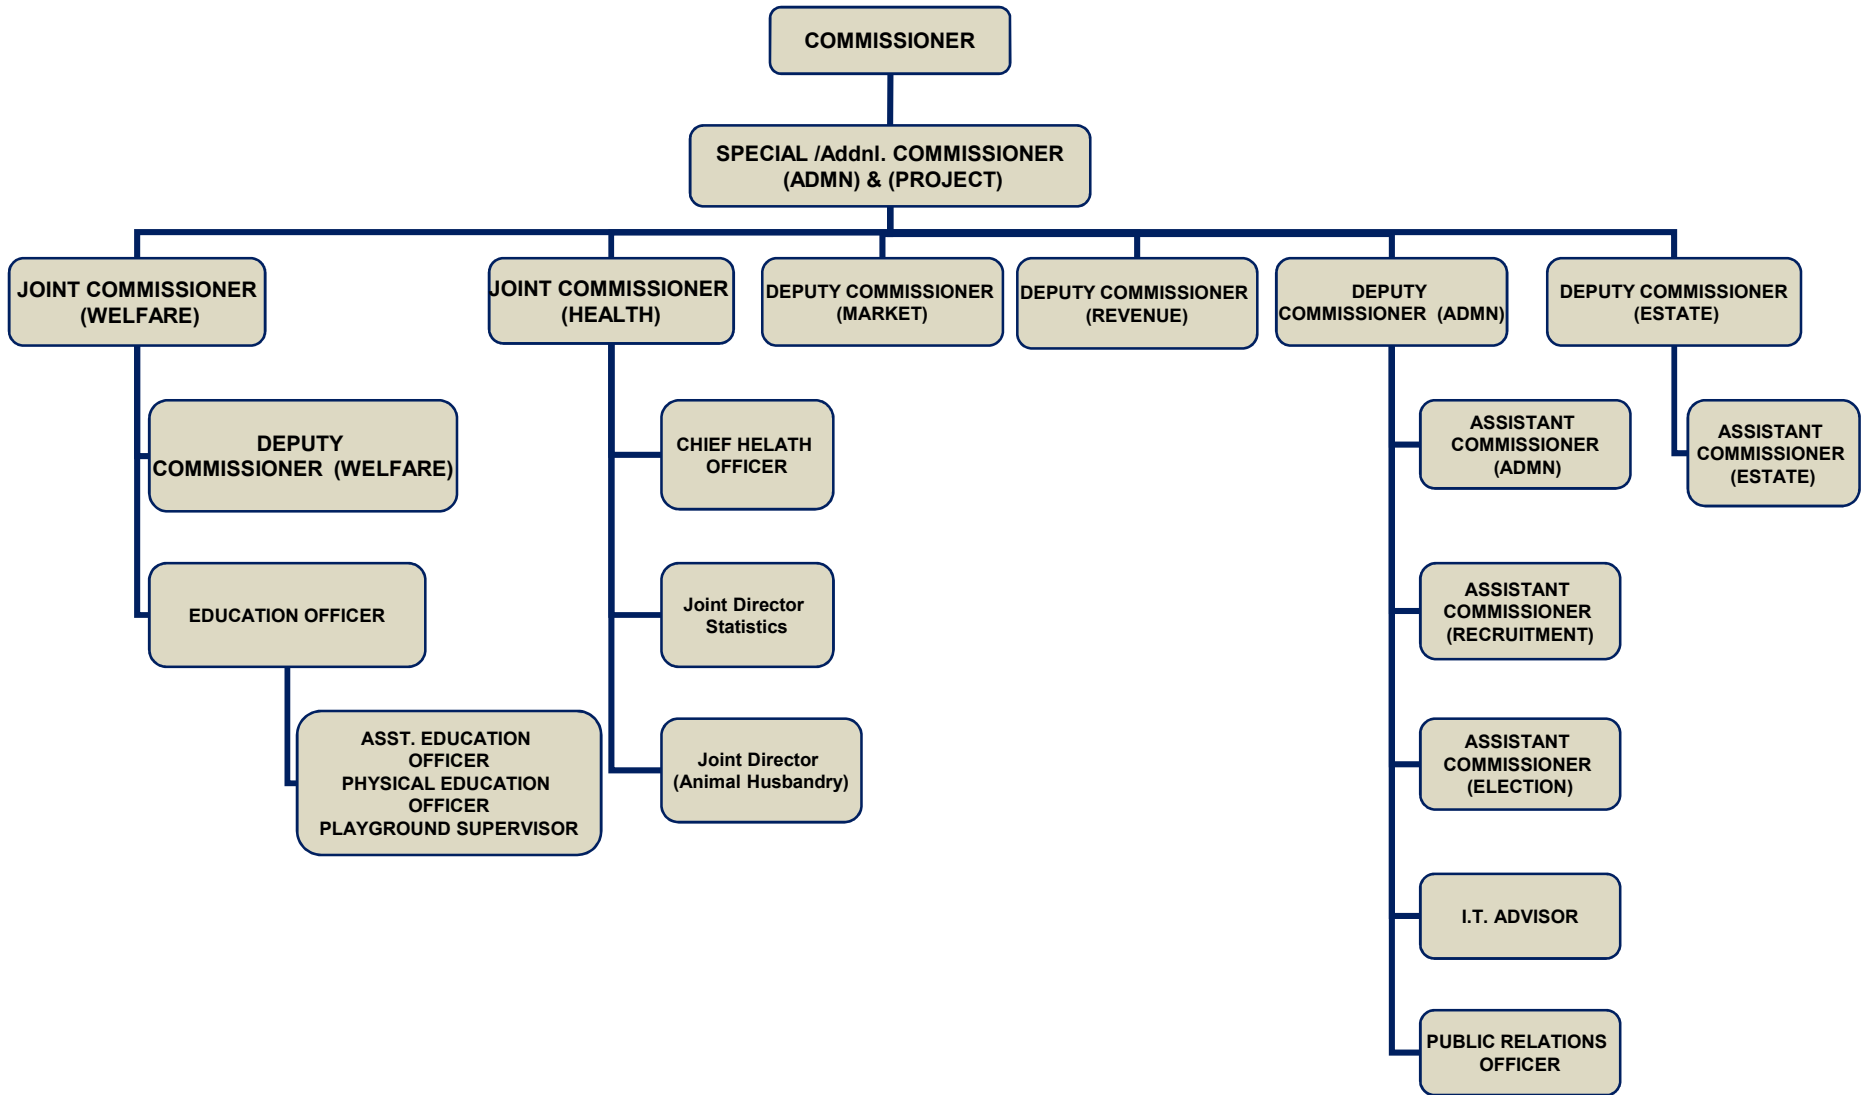 COMMISSIONER
SPECIAL /Addnl. COMMISSIONER
(ADMN) & (PROJECT)
JOINT COMMISSIONER
(WELFARE)
JOINT COMMISSIONER
(HEALTH)
DEPUTY COMMISSIONER
(MARKET)
DEPUTY COMMISSIONER
(REVENUE)
DEPUTY
COMMISSIONER (ADMN)
DEPUTY COMMISSIONER
(ESTATE)
DEPUTY
COMMISSIONER (WELFARE)
EDUCATION OFFICER
ASST. EDUCATION
OFFICER
PHYSICAL EDUCATION
OFFICER
PLAYGROUND SUPERVISOR
CHIEF HELATH
OFFICER
Joint Director
Statistics
Joint Director
(Animal Husbandry)
ASSISTANT
COMMISSIONER
(ADMN)
ASSISTANT
COMMISSIONER
(RECRUITMENT)
ASSISTANT
COMMISSIONER
(ELECTION)
I.T. ADVISOR
PUBLIC RELATIONS
OFFICER
ASSISTANT
COMMISSIONER
(ESTATE)